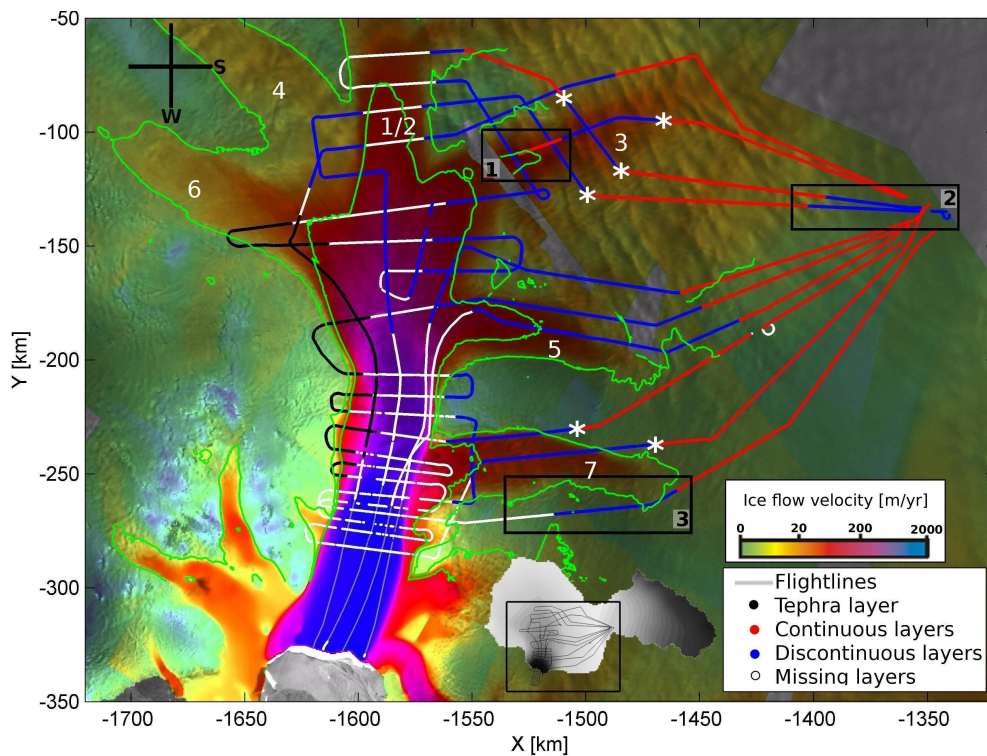 -50
-100
-150
-200
-250
-300
-350
Y [km]
S
W
4
1/2
3
6
1
2
5
7
3
Ice flow velocity [m/yr]
0 20 200 2000
Flightlines
Tephra layer
Continuous layers
Discontinuous layers
Missing layers
-1700 -1650 -1600 -1550 -1500 -1450 -1400 -1350
X [km]